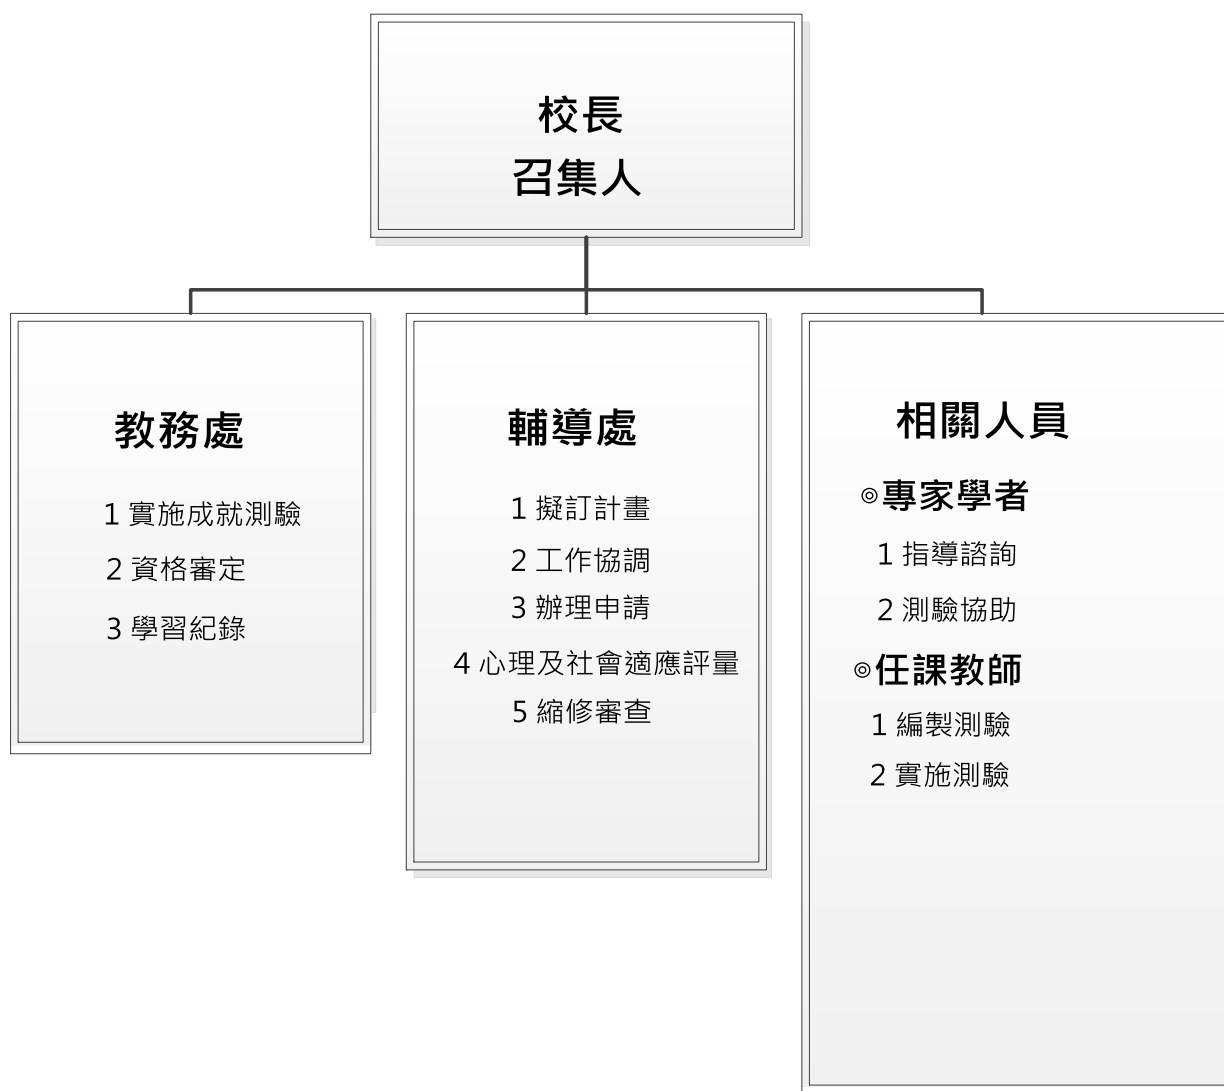 校長
召集人
教務處
1 實施成就測驗
2 資格審定
3 學習紀錄
輔導處
1 擬訂計畫
2 工作協調
3 辦理申請
4 心理及社會適應評量
5 縮修審查
相關人員
◎專家學者
1 指導諮詢
2 測驗協助
◎任課教師
1 編製測驗
2 實施測驗